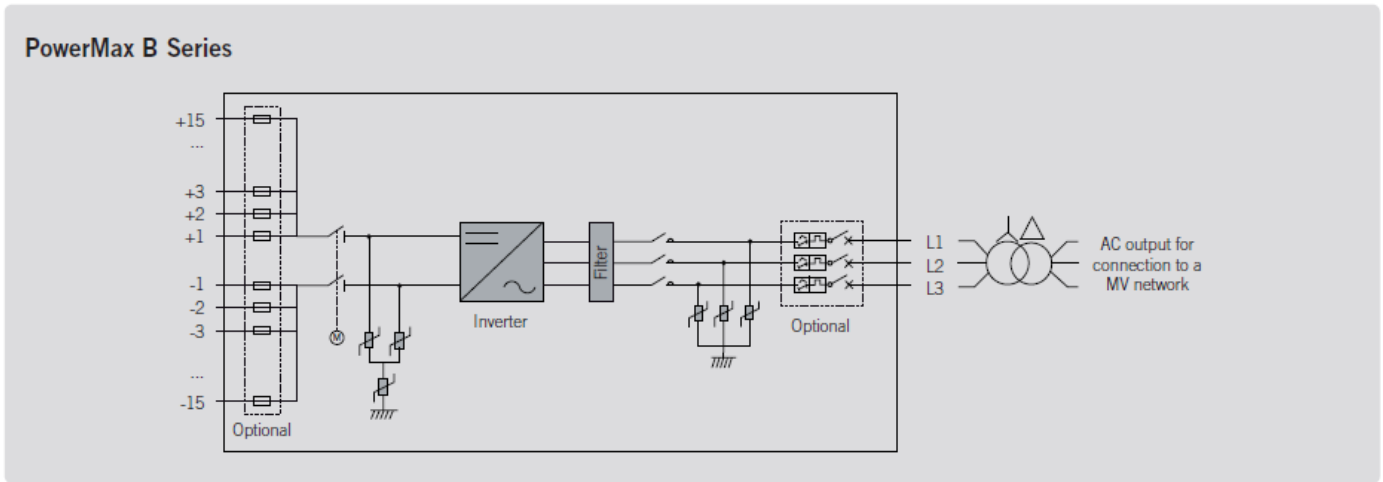 PowerMax B Series
+15
...
+3
+2
+1
-1
-2
-3
...
-15
Optional
M
Inverter
Filter
Optional
L1
L2
L3
AC output for
connection to a
MV network